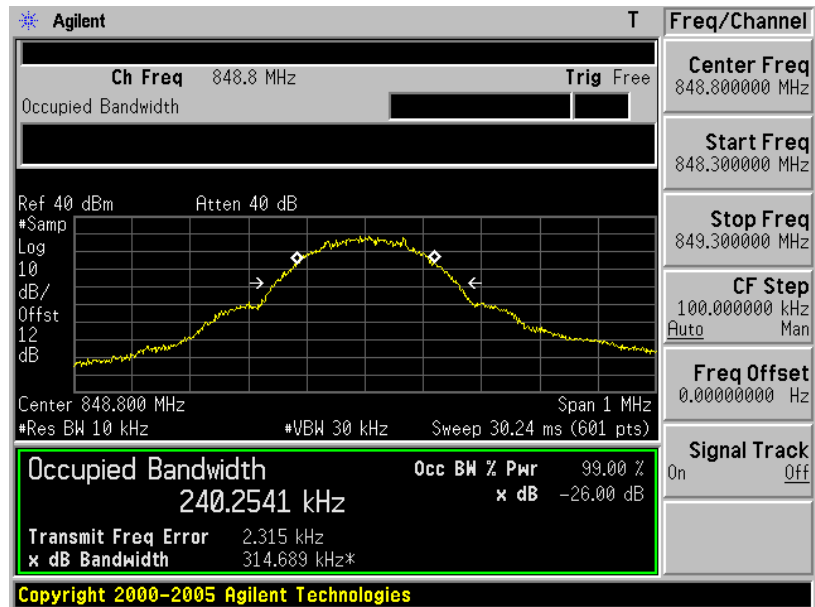 Agilent T Freq/Channel
Ch Freq 848.8 MHz Trig Free
Occupied Bandwidth
Ref 40 dBm Atten 40 dB
#Samp
Log
10
dB/
Offst
12
dB
Center 848.800 MHz Span 1 MHz
#Res BW 10 kHz #VBW 30 kHz Sweep 30.24 ms (601 pts)
Occupied Bandwidth Occ BW % Pwr 99.00 %
240.2541 kHz x dB -26.00 dB
Transmit Freq Error 2.315 kHz
x dB Bandwidth 314.689 kHz*
Copyright 2000-2005 Agilent Technologies
Center Freq
848.800000 MHz
Start Freq
848.300000 MHz
Stop Freq
849.300000 MHz
CF Step
100.000000 kHz
Auto Man
Freq Offset
0.00000000 Hz
Signal Track
On Off